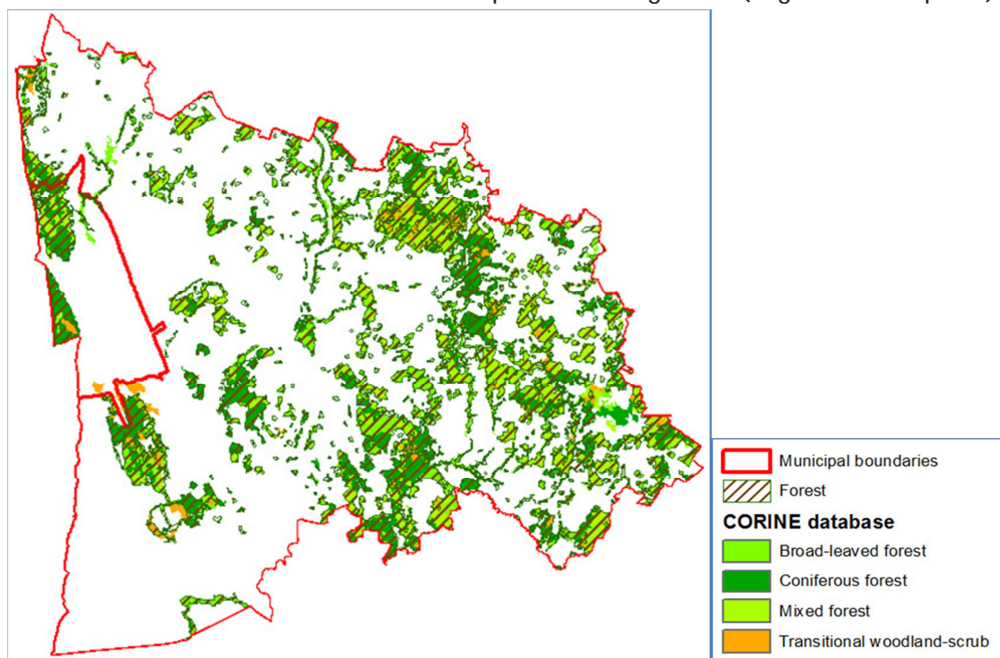 Municipal boundaries
Forest
CORINE database
Broad-leaved forest
Coniferous forest
Mixed forest
Transitional woodland-scrub